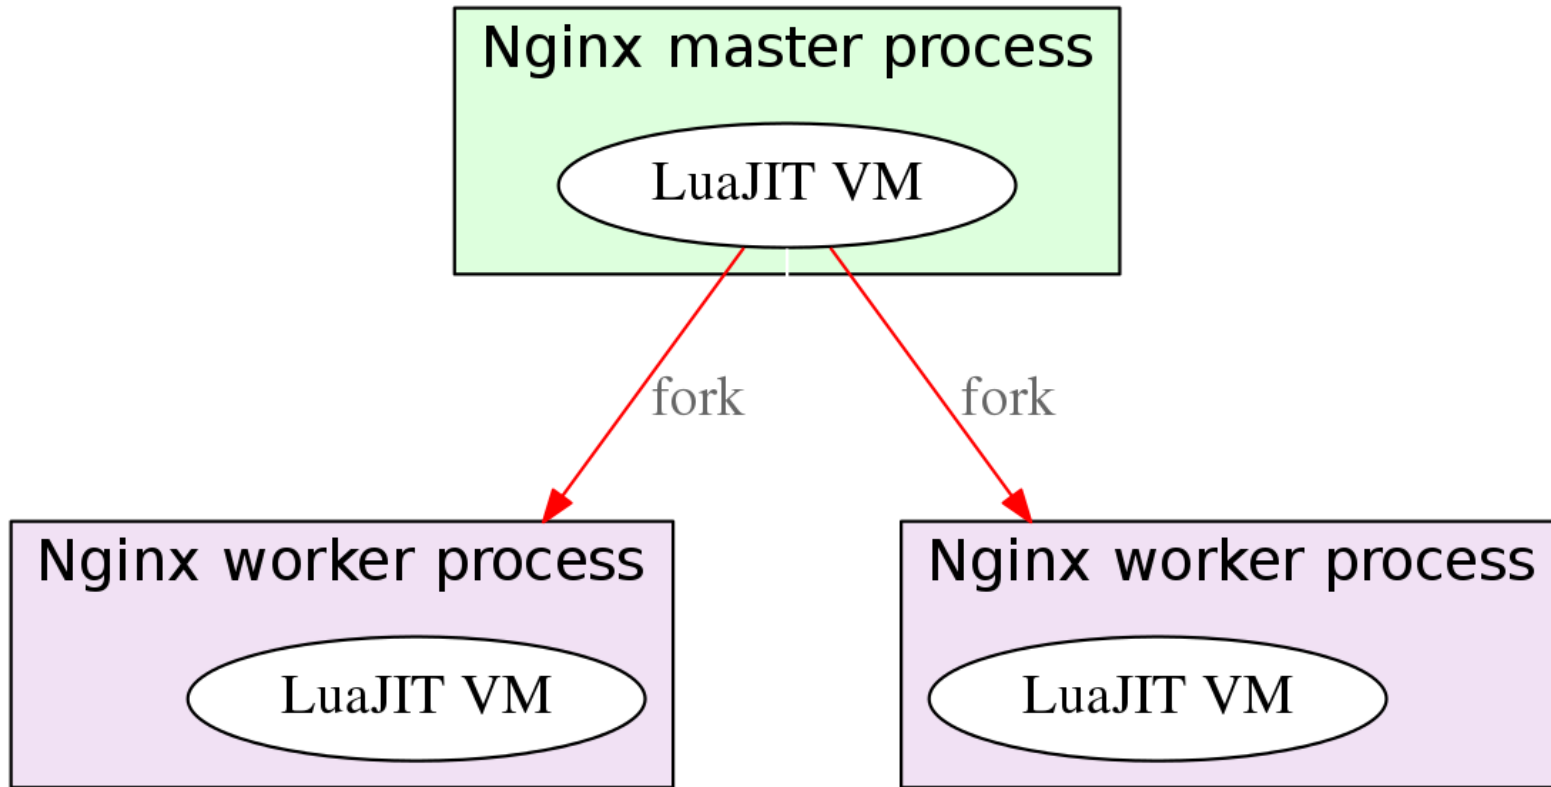 Nginx master process
LuaJIT VM
fork
fork
Nginx worker process
LuaJIT VM
Nginx worker process
LuaJIT VM